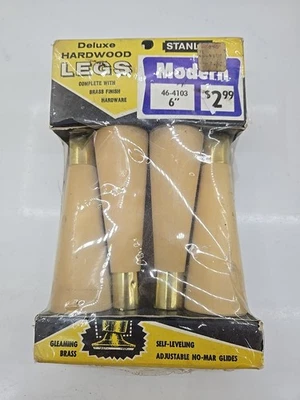 Deluxe
HARDWOOD
LEGS
COMPLETE WITH
BRASS FINISH
HARDWARE
STANL
Modern
46-4103
6"
$2.99
GLEAMING
BRASS
SELF-LEVELING
ADJUSTABLE NO-MAR GLIDES